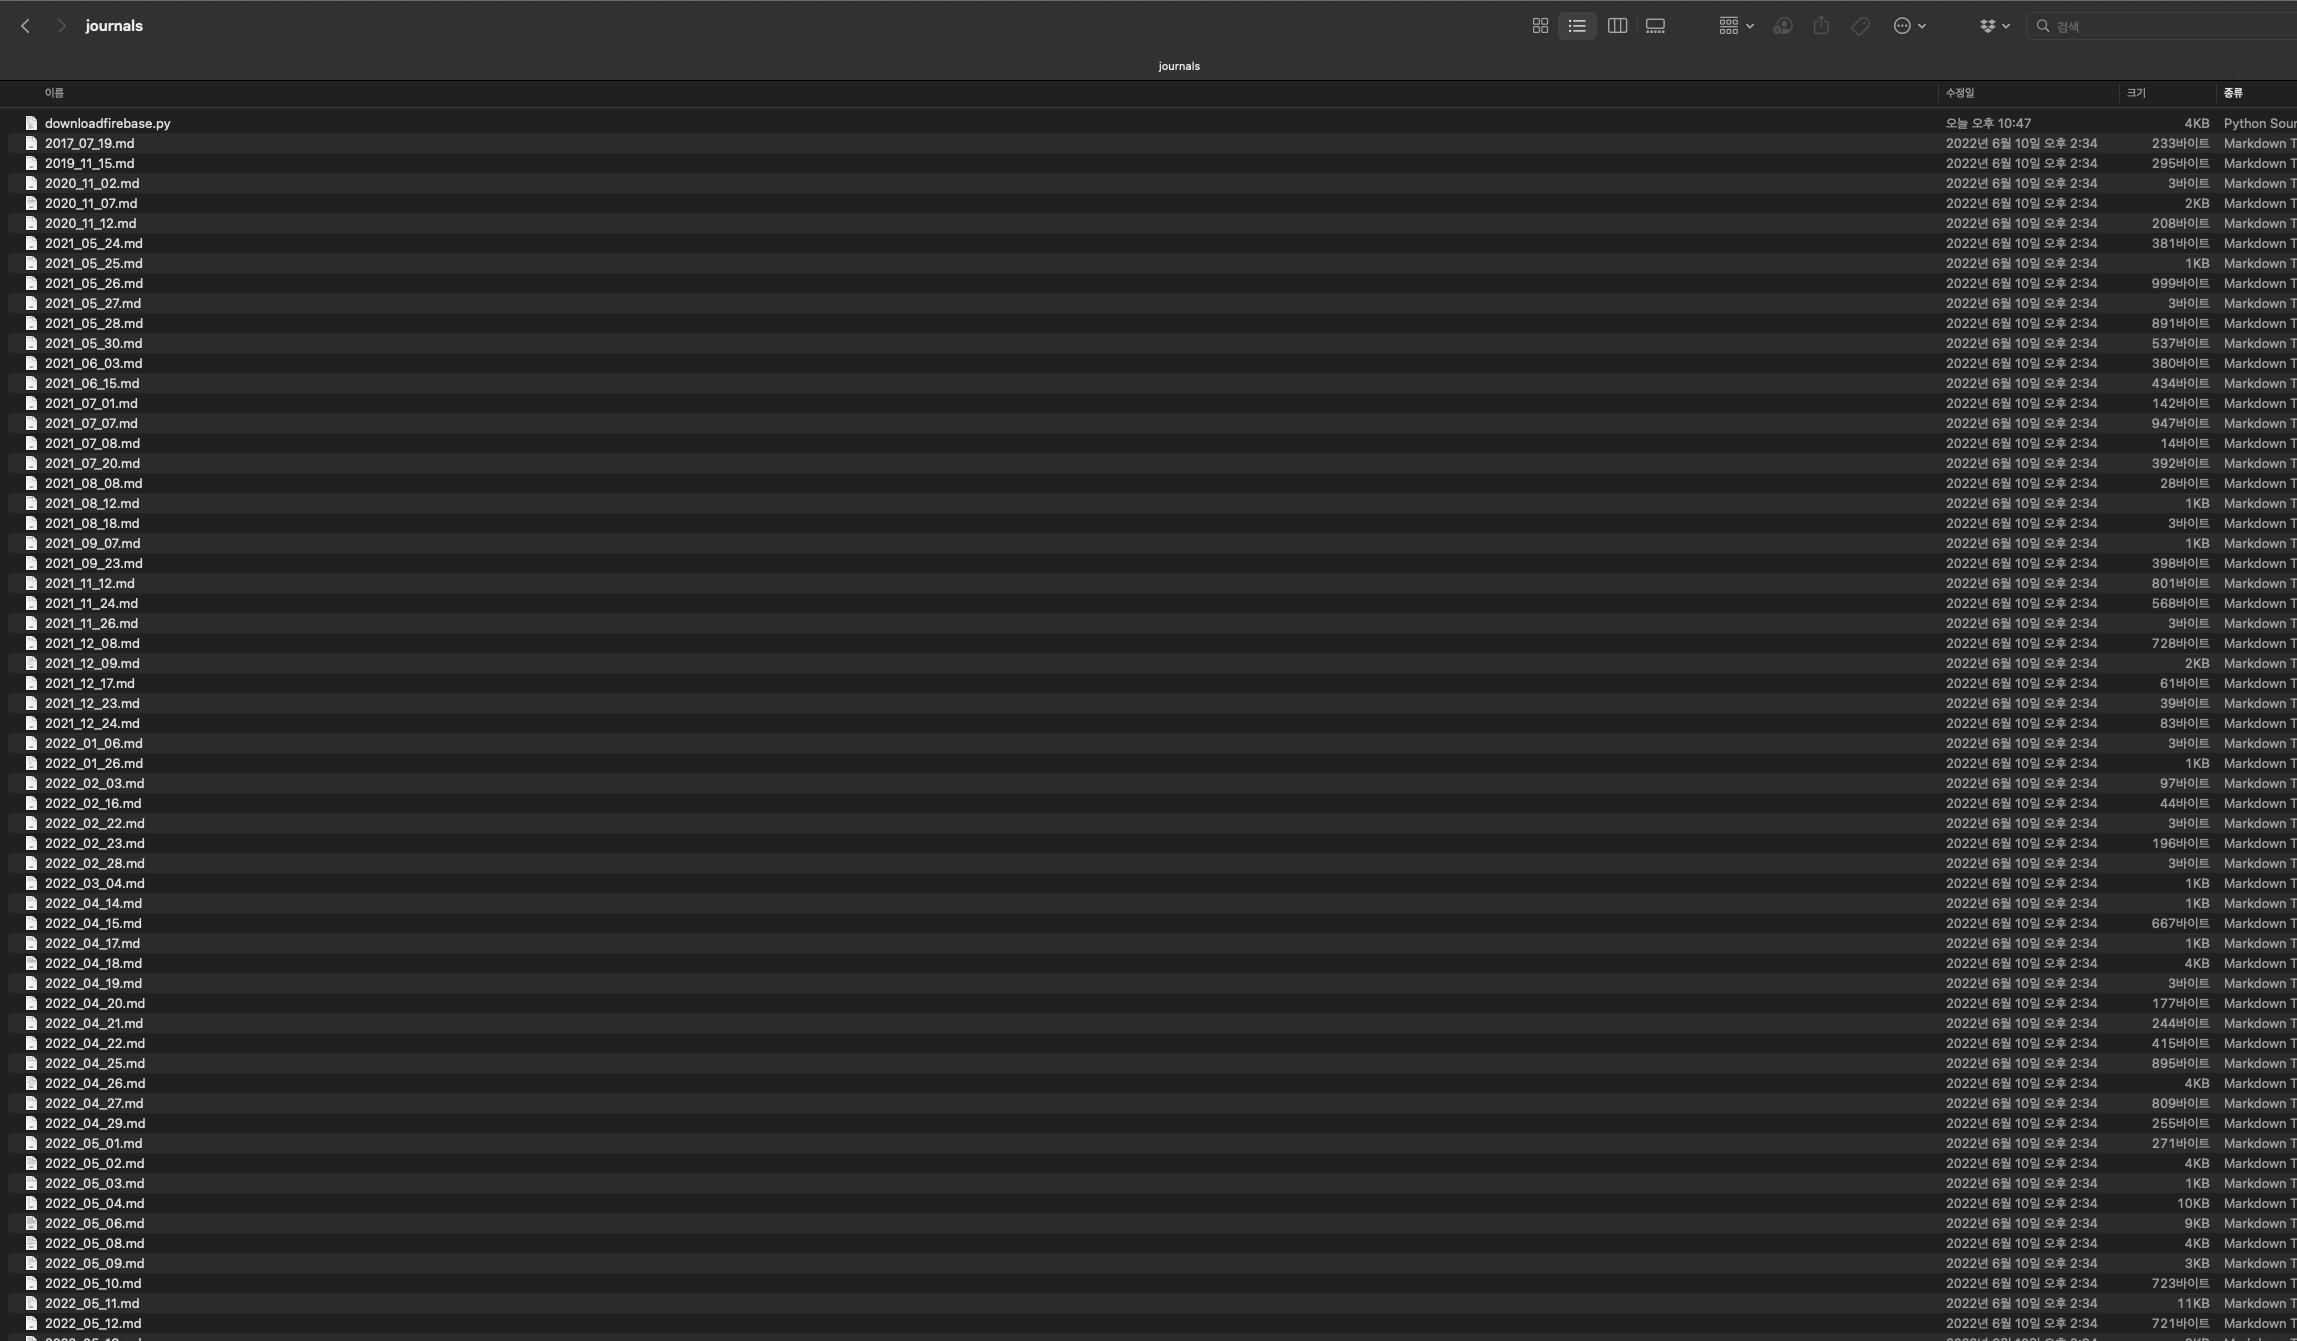 journals
검색
journals
이름 수정일 크기 종류
downloadfirebase.py 오늘 오후 10:47 4KB Python Sour
2017_07_19.md 2022년 6월 10일 오후 2:34 233바이트 Markdown T
2019_11_15.md 2022년 6월 10일 오후 2:34 295바이트 Markdown T
2020_11_02.md 2022년 6월 10일 오후 2:34 3바이트 Markdown T
2020_11_07.md 2022년 6월 10일 오후 2:34 2KB Markdown T
2020_11_12.md 2022년 6월 10일 오후 2:34 208바이트 Markdown T
2021_05_24.md 2022년 6월 10일 오후 2:34 381바이트 Markdown T
2021_05_25.md 2022년 6월 10일 오후 2:34 1KB Markdown T
2021_05_26.md 2022년 6월 10일 오후 2:34 999바이트 Markdown T
2021_05_27.md 2022년 6월 10일 오후 2:34 3바이트 Markdown T
2021_05_28.md 2022년 6월 10일 오후 2:34 891바이트 Markdown T
2021_05_30.md 2022년 6월 10일 오후 2:34 537바이트 Markdown T
2021_06_03.md 2022년 6월 10일 오후 2:34 380바이트 Markdown T
2021_06_15.md 2022년 6월 10일 오후 2:34 434바이트 Markdown T
2021_07_01.md 2022년 6월 10일 오후 2:34 142바이트 Markdown T
2021_07_07.md 2022년 6월 10일 오후 2:34 947바이트 Markdown T
2021_07_08.md 2022년 6월 10일 오후 2:34 14바이트 Markdown T
2021_07_20.md 2022년 6월 10일 오후 2:34 392바이트 Markdown T
2021_08_08.md 2022년 6월 10일 오후 2:34 28바이트 Markdown T
2021_08_12.md 2022년 6월 10일 오후 2:34 1KB Markdown T
2021_08_18.md 2022년 6월 10일 오후 2:34 3바이트 Markdown T
2021_09_07.md 2022년 6월 10일 오후 2:34 1KB Markdown T
2021_09_23.md 2022년 6월 10일 오후 2:34 398바이트 Markdown T
2021_11_12.md 2022년 6월 10일 오후 2:34 801바이트 Markdown T
2021_11_24.md 2022년 6월 10일 오후 2:34 568바이트 Markdown T
2021_11_26.md 2022년 6월 10일 오후 2:34 3바이트 Markdown T
2021_12_08.md 2022년 6월 10일 오후 2:34 728바이트 Markdown T
2021_12_09.md 2022년 6월 10일 오후 2:34 2KB Markdown T
2021_12_17.md 2022년 6월 10일 오후 2:34 61바이트 Markdown T
2021_12_23.md 2022년 6월 10일 오후 2:34 39바이트 Markdown T
2021_12_24.md 2022년 6월 10일 오후 2:34 83바이트 Markdown T
2022_01_06.md 2022년 6월 10일 오후 2:34 3바이트 Markdown T
2022_01_26.md 2022년 6월 10일 오후 2:34 1KB Markdown T
2022_02_03.md 2022년 6월 10일 오후 2:34 97바이트 Markdown T
2022_02_16.md 2022년 6월 10일 오후 2:34 44바이트 Markdown T
2022_02_22.md 2022년 6월 10일 오후 2:34 3바이트 Markdown T
2022_02_23.md 2022년 6월 10일 오후 2:34 196바이트 Markdown T
2022_02_28.md 2022년 6월 10일 오후 2:34 3바이트 Markdown T
2022_03_04.md 2022년 6월 10일 오후 2:34 1KB Markdown T
2022_04_14.md 2022년 6월 10일 오후 2:34 1KB Markdown T
2022_04_15.md 2022년 6월 10일 오후 2:34 667바이트 Markdown T
2022_04_17.md 2022년 6월 10일 오후 2:34 1KB Markdown T
2022_04_18.md 2022년 6월 10일 오후 2:34 4KB Markdown T
2022_04_19.md 2022년 6월 10일 오후 2:34 3바이트 Markdown T
2022_04_20.md 2022년 6월 10일 오후 2:34 177바이트 Markdown T
2022_04_21.md 2022년 6월 10일 오후 2:34 244바이트 Markdown T
2022_04_22.md 2022년 6월 10일 오후 2:34 415바이트 Markdown T
2022_04_25.md 2022년 6월 10일 오후 2:34 895바이트 Markdown T
2022_04_26.md 2022년 6월 10일 오후 2:34 4KB Markdown T
2022_04_27.md 2022년 6월 10일 오후 2:34 809바이트 Markdown T
2022_04_29.md 2022년 6월 10일 오후 2:34 255바이트 Markdown T
2022_05_01.md 2022년 6월 10일 오후 2:34 271바이트 Markdown T
2022_05_02.md 2022년 6월 10일 오후 2:34 4KB Markdown T
2022_05_03.md 2022년 6월 10일 오후 2:34 1KB Markdown T
2022_05_04.md 2022년 6월 10일 오후 2:34 10KB Markdown T
2022_05_06.md 2022년 6월 10일 오후 2:34 9KB Markdown T
2022_05_08.md 2022년 6월 10일 오후 2:34 4KB Markdown T
2022_05_09.md 2022년 6월 10일 오후 2:34 3KB Markdown T
2022_05_10.md 2022년 6월 10일 오후 2:34 723바이트 Markdown T
2022_05_11.md 2022년 6월 10일 오후 2:34 11KB Markdown T
2022_05_12.md 2022년 6월 10일 오후 2:34 721바이트 Markdown T